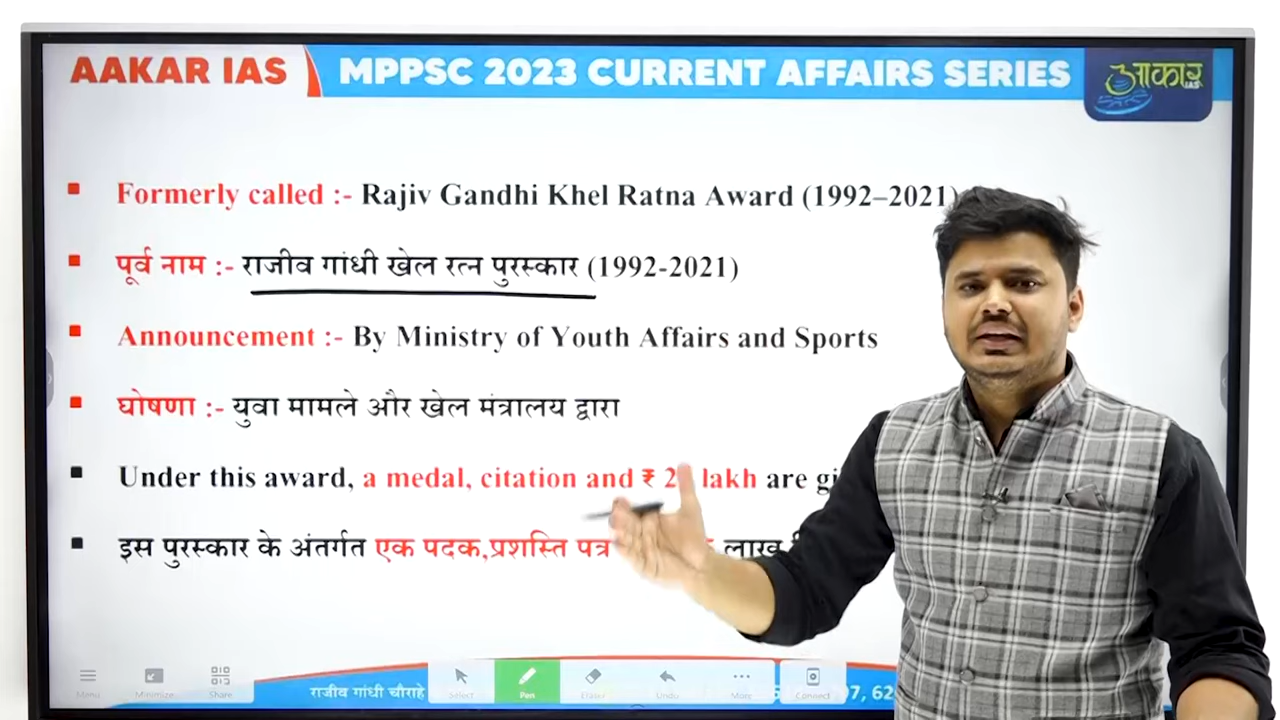 AAKAR IAS
MPPSC 2023 CURRENT AFFAIRS SERIES
आकार
IAS
Formerly called :- Rajiv Gandhi Khel Ratna Award (1992–2021)
पूर्व नाम :- राजीव गांधी खेल रत्न पुरस्कार (1992-2021)
Announcement :- By Ministry of Youth Affairs and Sports
घोषणा :- युवा मामले और खेल मंत्रालय द्वारा
Under this award, a medal, citation and ₹ lakh are
इस पुरस्कार के अंतर्गत एक पदक,प्रशस्ति पत्र लाख
Menu Minimize Share Select Pen Eraser Undo More Connect
राजीव गांधी चौराहे